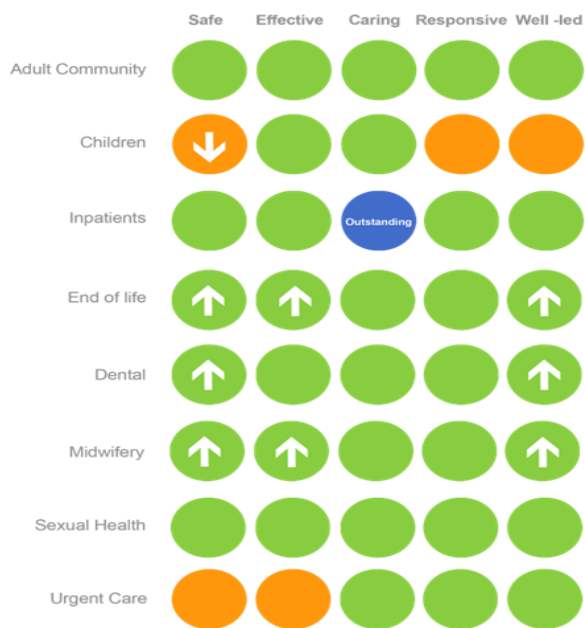 Safe Effective Caring Responsive Well -led
Adult Community
Children
Inpatients
Outstanding
End of life
Dental
Midwifery
Sexual Health
Urgent Care